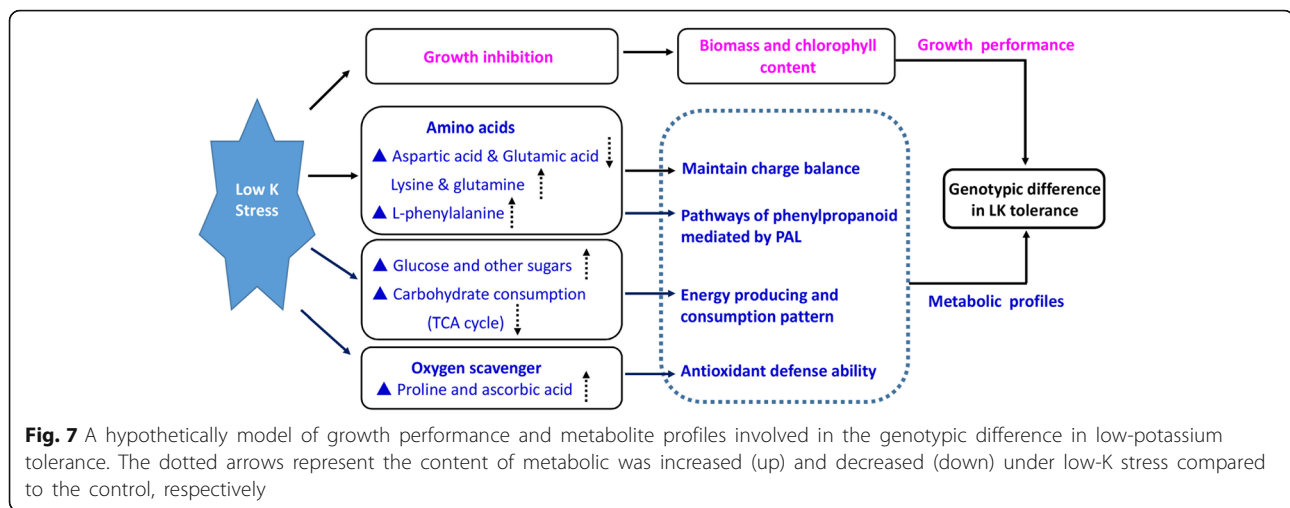 Growth inhibition
Biomass and chlorophyll
content
Growth performance
Low K
Stress
Amino acids
▲ Aspartic acid & Glutamic acid
Lysine & glutamine
▲ L-phenylalanine
▲ Glucose and other sugars
▲ Carbohydrate consumption
(TCA cycle)
Oxygen scavenger
▲ Proline and ascorbic acid
Maintain charge balance
Pathways of phenylpropanoid
mediated by PAL
Energy producing and
consumption pattern
Antioxidant defense ability
Genotypic difference
in LK tolerance
Metabolic profiles
Fig. 7 A hypothetically model of growth performance and metabolite profiles involved in the genotypic difference in low-potassium
tolerance. The dotted arrows represent the content of metabolic was increased (up) and decreased (down) under low-K stress compared
to the control, respectively